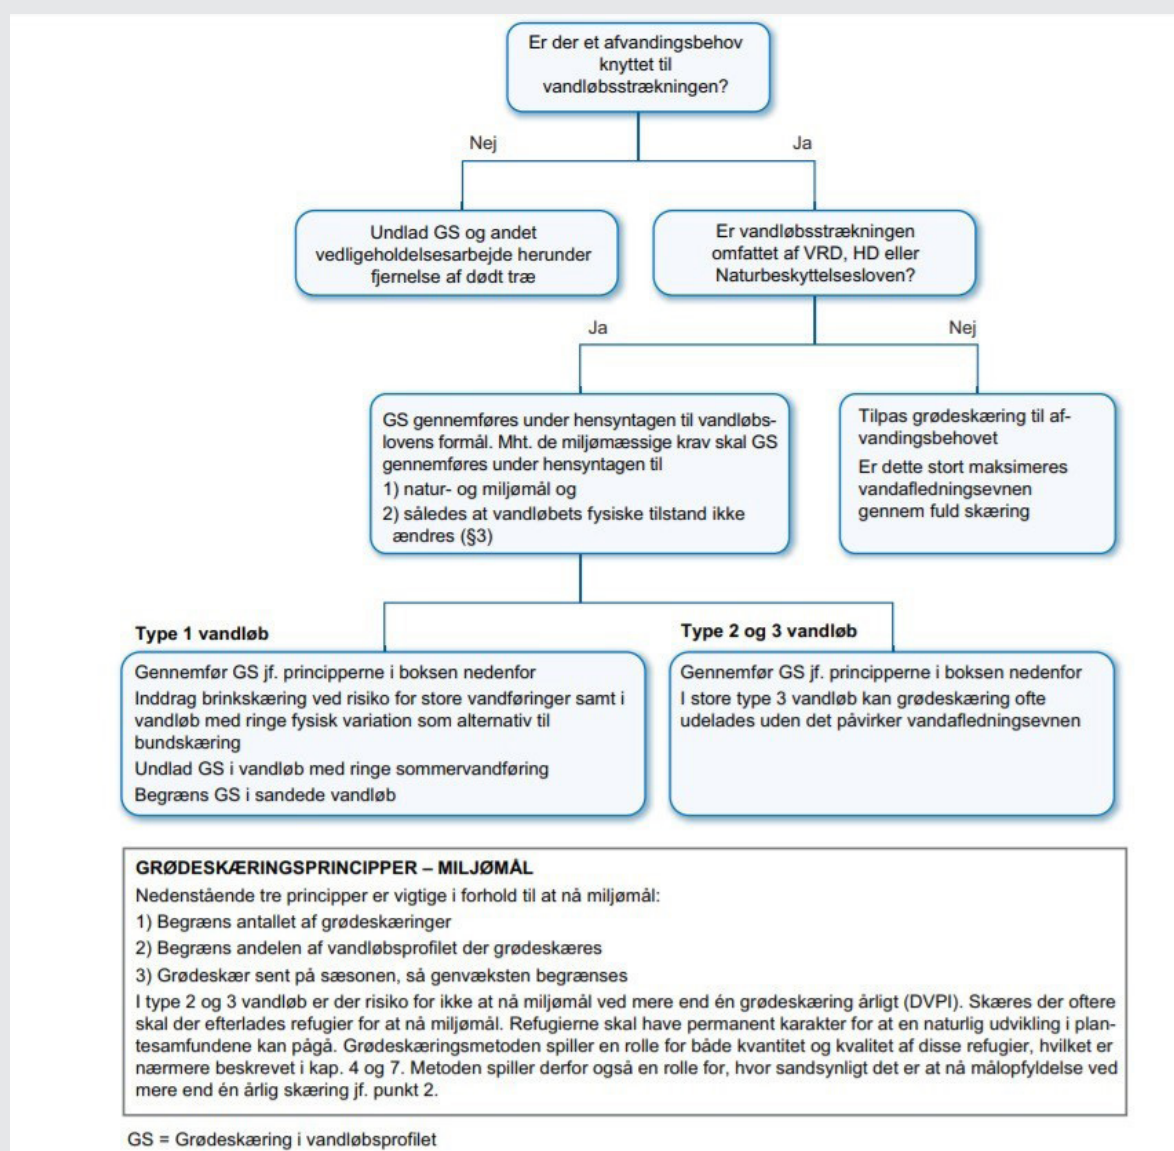 Er der et afvandingsbehov
knyttet til
vandløbsstrækningen?
Nej
Ja
Undlad GS og andet
vedligeholdelsesarbejde herunder
fjernelse af dødt træ
Er vandløbsstrækningen
omfattet af VRD, HD eller
Naturbeskyttelsesloven?
Ja
Nej
GS gennemføres under hensyntagen til vandløbs-
lovens formål. Mht. de miljømæssige krav skal GS
gennemføres under hensyntagen til
1) natur- og miljømål og
2) således at vandløbets fysiske tilstand ikke
ændres (§3)
Tilpas grødeskæring til af-
vandingsbehovet
Er dette stort maksimeres
vandafledningsevnen
gennem fuld skæring
Type 1 vandløb
Gennemfør GS jf. principperne i boksen nedenfor
Inddrag brinkskæring ved risiko for store vandføringer samt i
vandløb med ringe fysisk variation som alternativ til
bundskæring
Undlad GS i vandløb med ringe sommervandføring
Begræns GS i sandede vandløb
Type 2 og 3 vandløb
Gennemfør GS jf. principperne i boksen nedenfor
I store type 3 vandløb kan grødeskæring ofte
udelades uden det påvirker vandafledningsevnen
GRØDESKÆRINGSPRINCIPPER – MILJØMÅL
Nedenstående tre principper er vigtige i forhold til at nå miljømål:
1) Begræns antallet af grødeskæringer
2) Begræns andelen af vandløbsprofilet der grødeskæres
3) Grødeskær sent på sæsonen, så genvæksten begrænses
I type 2 og 3 vandløb er der risiko for ikke at nå miljømål ved mere end én grødeskæring årligt (DVPI). Skæres der oftere
skal der efterlades refugier for at nå miljømål. Refugierne skal have permanent karakter for at en naturlig udvikling i plan-
tesamfundene kan pågå. Grødeskæringsmetoden spiller en rolle for både kvantitet og kvalitet af disse refugier, hvilket er
nærmere beskrevet i kap. 4 og 7. Metoden spiller derfor også en rolle for, hvor sandsynligt det er at nå målopfyldelse ved
mere end én årlig skæring jf. punkt 2.
GS = Grødeskæring i vandløbsprofilet